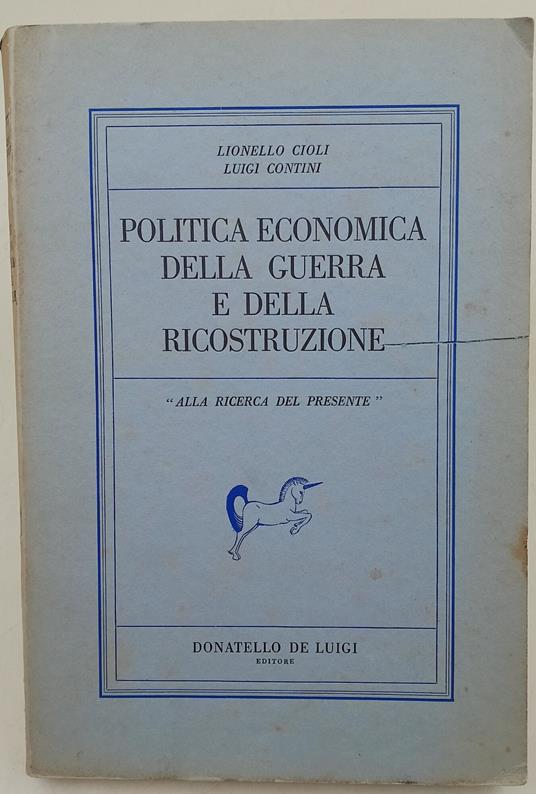 LIONELLO CIOLI
LUIGI CONTINI
POLITICA ECONOMICA
DELLA GUERRA
E DELLA
RICOSTRUZIONE
"ALLA RICERCA DEL PRESENTE"
DONATELLO DE LUIGI
EDITORE